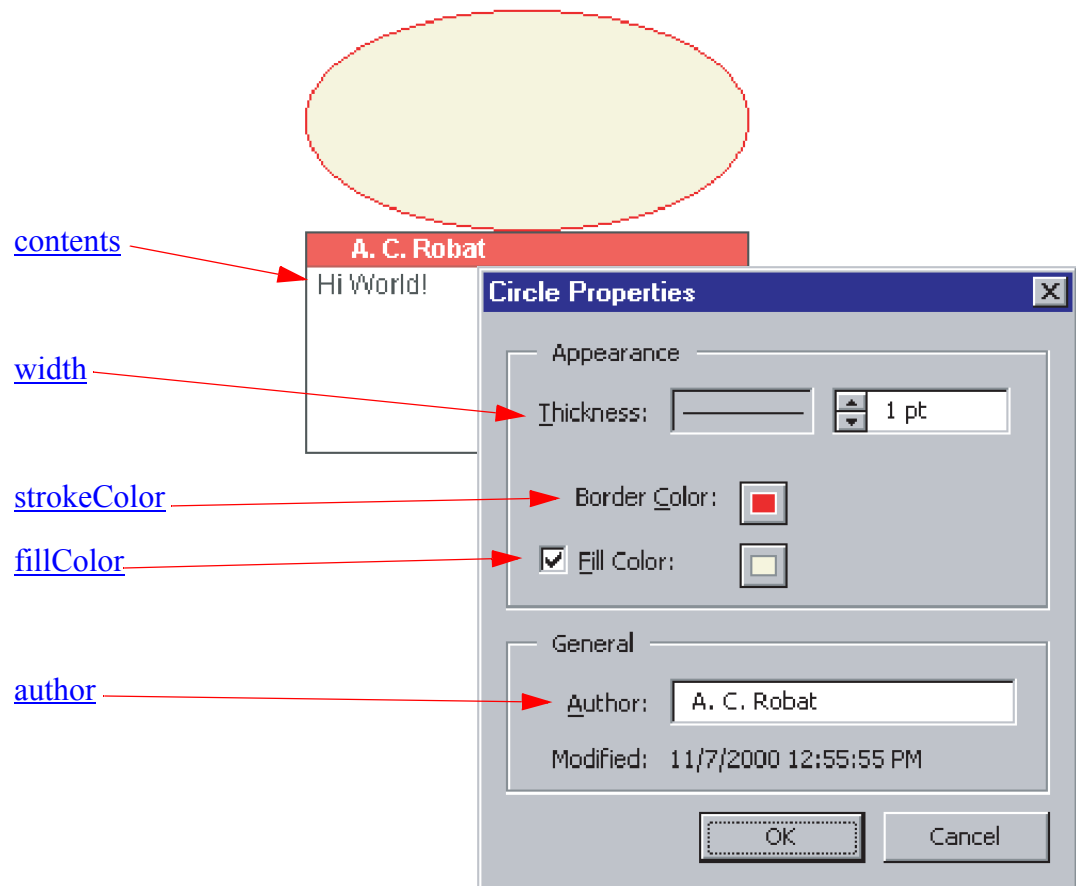 contents
A. C. Robat
Hi World!
Circle Properties
Appearance
width
Thickness:
1 pt
strokeColor
Border Color:
fillColor
Fill Color:
General
author
Author:
A. C. Robat
Modified: 11/7/2000 12:55:55 PM
OK
Cancel